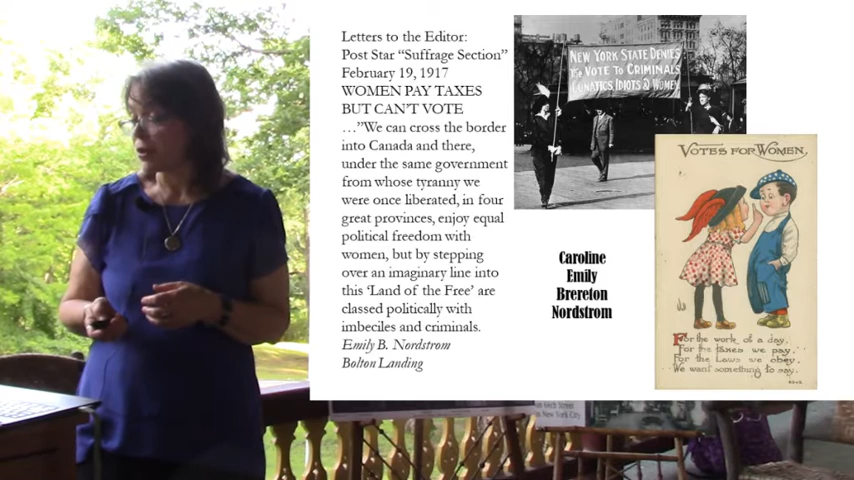 Letters to the Editor:
Post Star “Suffrage Section”
February 19, 1917
WOMEN PAY TAXES
BUT CAN’T VOTE
…”We can cross the border
into Canada and there,
under the same government
from whose tyranny we
were once liberated, in four
great provinces, enjoy equal
political freedom with
women, but by stepping
over an imaginary line into
this ‘Land of the Free’ are
classed politically with
imbeciles and criminals.
Emily B. Nordstrom
Bolton Landing
NEW YORK STATE DENIES
THE VOTE TO CRIMINALS
LUNATICS, IDIOTS & WOMEN
VOTES FOR WOMEN.
Caroline
Emily
Brereton
Nordstrom
For the work of a day,
For the taxes we pay,
For the Laws we obey,
We want something to say.
New York City